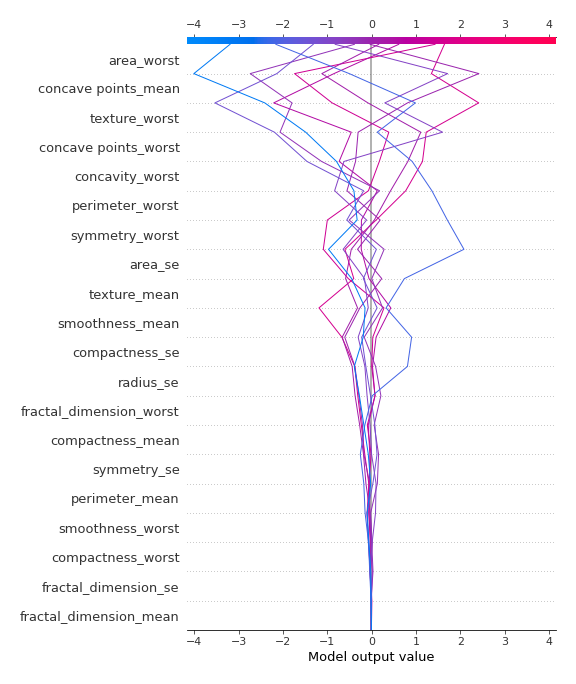 −4 −3 −2 −1 0 1 2 3 4
area_worst
concave points_mean
texture_worst
concave points_worst
concavity_worst
perimeter_worst
symmetry_worst
area_se
texture_mean
smoothness_mean
compactness_se
radius_se
fractal_dimension_worst
compactness_mean
symmetry_se
perimeter_mean
smoothness_worst
compactness_worst
fractal_dimension_se
fractal_dimension_mean
−4 −3 −2 −1 0 1 2 3 4
Model output value